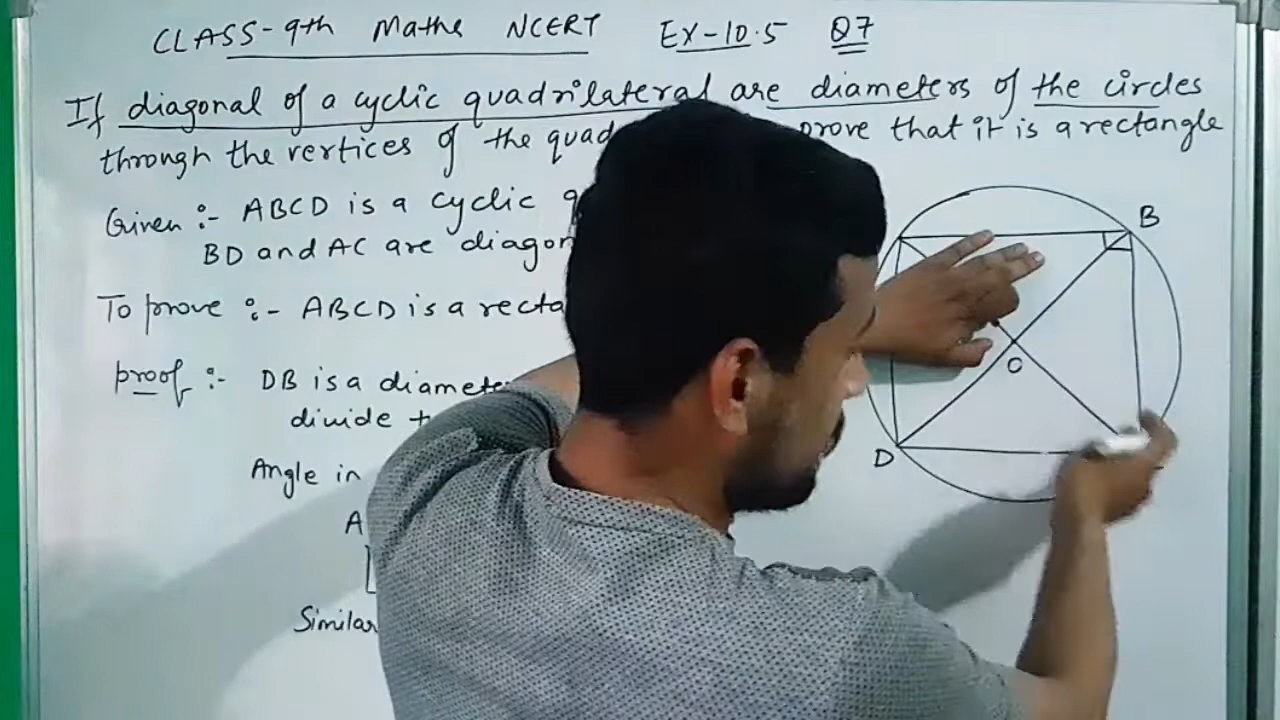 CLASS-9th Maths NCERT Ex-10.5 Q7
If diagonal of a cyclic quadrilateral are diameters of the circles
through the vertices of the quad prove that it is a rectangle
Given :- ABCD is a cyclic q
BD and AC are diagon
To prove :- ABCD is a recta
proof :- DB is a diamete
divide
Angle in
A
Similar
B
O
D